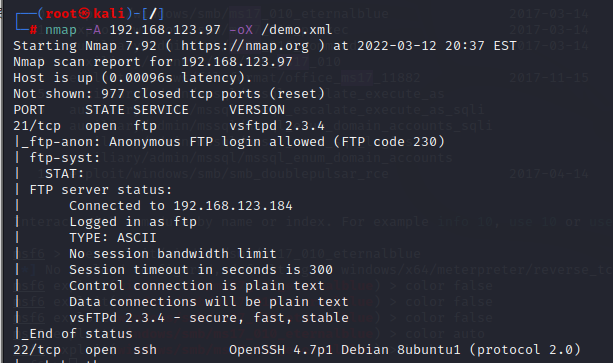 ┌──(root㉿kali)-[/]
└─# nmap -A 192.168.123.97 -oX /demo.xml
Starting Nmap 7.92 ( https://nmap.org ) at 2022-03-12 20:37 EST
Nmap scan report for 192.168.123.97
Host is up (0.00096s latency).
Not shown: 977 closed tcp ports (reset)
PORT     STATE SERVICE     VERSION
21/tcp   open  ftp         vsftpd 2.3.4
|_ftp-anon: Anonymous FTP login allowed (FTP code 230)
| ftp-syst:
|   STAT:
| FTP server status:
|      Connected to 192.168.123.184
|      Logged in as ftp
|      TYPE: ASCII
|      No session bandwidth limit
|      Session timeout in seconds is 300
|      Control connection is plain text
|      Data connections will be plain text
|      vsFTPd 2.3.4 - secure, fast, stable
|_End of status
22/tcp   open  ssh         OpenSSH 4.7p1 Debian 8ubuntu1 (protocol 2.0)